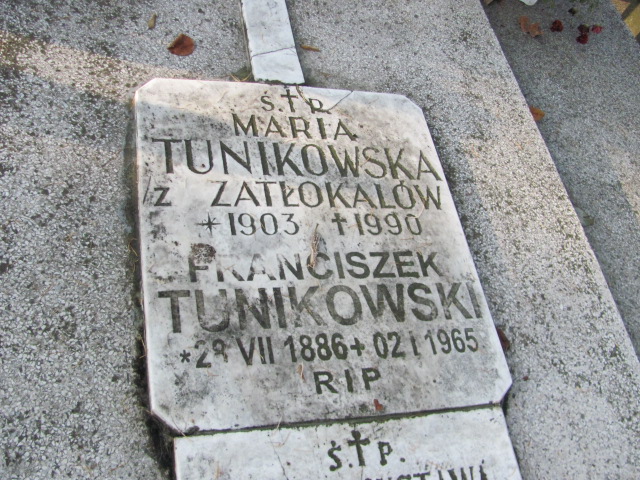 Ś.†P.
MARIA
TUNIKOWSKA
Z ZATŁOKALÓW
*1903 †1990
FRANCISZEK
TUNIKOWSKI
*28 VII 1886+02 I 1965
RIP
Ś.†P.